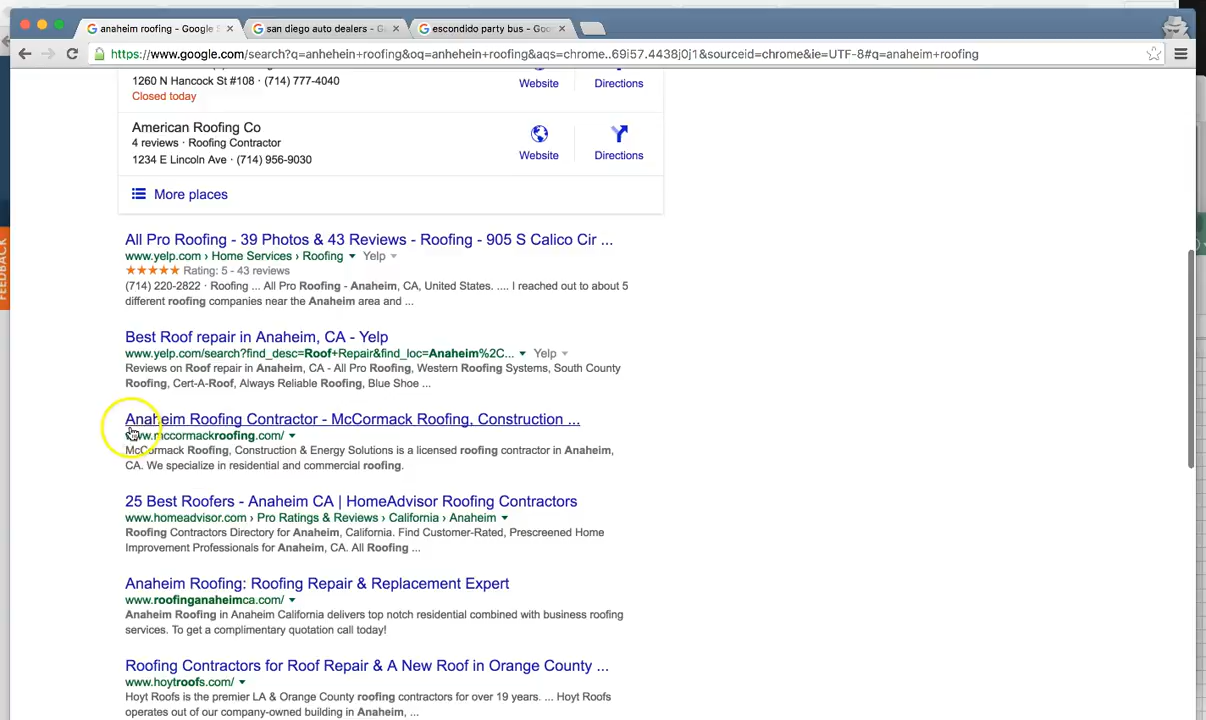 anaheim roofing - Google S
san diego auto dealers - G
escondido party bus - Goo
https://www.google.com/search?q=anhehein+roofing&oq=anhehein+roofing&aqs=chrome..69i57.4438j0j1&sourceid=chrome&ie=UTF-8#q=anaheim+roofing
1260 N Hancock St #108 · (714) 777-4040
Closed today
Website
Directions
American Roofing Co
4 reviews · Roofing Contractor
1234 E Lincoln Ave · (714) 956-9030
Website
Directions
More places
All Pro Roofing - 39 Photos & 43 Reviews - Roofing - 905 S Calico Cir ...
www.yelp.com › Home Services › Roofing Yelp
Rating: 5 - 43 reviews
(714) 220-2822 · Roofing ... All Pro Roofing - Anaheim, CA, United States. .... I reached out to about 5
different roofing companies near the Anaheim area and ...
Best Roof repair in Anaheim, CA - Yelp
www.yelp.com/search?find_desc=Roof+Repair&find_loc=Anaheim%2C... Yelp
Reviews on Roof repair in Anaheim, CA - All Pro Roofing, Western Roofing Systems, South County
Roofing, Cert-A-Roof, Always Reliable Roofing, Blue Shoe ...
Anaheim Roofing Contractor - McCormack Roofing, Construction ...
www.mccormackroofing.com/
McCormack Roofing, Construction & Energy Solutions is a licensed roofing contractor in Anaheim,
CA. We specialize in residential and commercial roofing.
25 Best Roofers - Anaheim CA | HomeAdvisor Roofing Contractors
www.homeadvisor.com › Pro Ratings & Reviews › California › Anaheim
Roofing Contractors Directory for Anaheim, California. Find Customer-Rated, Prescreened Home
Improvement Professionals for Anaheim, CA. All Roofing ...
Anaheim Roofing: Roofing Repair & Replacement Expert
www.roofinganaheimca.com/
Anaheim Roofing in Anaheim California delivers top notch residential combined with business roofing
services. To get a complimentary quotation call today!
Roofing Contractors for Roof Repair & A New Roof in Orange County ...
www.hoytroofs.com/
Hoyt Roofs is the premier LA & Orange County roofing contractors for over 19 years. ... Hoyt Roofs
operates out of our company-owned building in Anaheim, ...
FEEDBACK